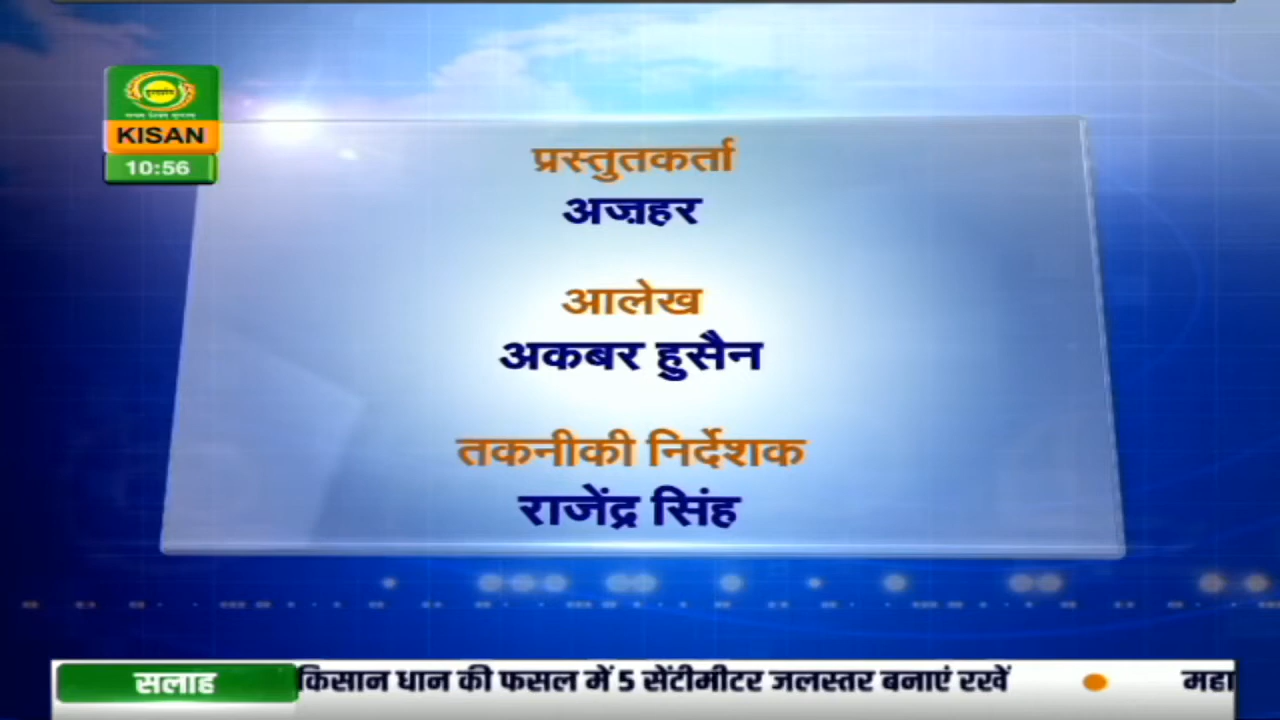 KISAN
10:56
प्रस्तुतकर्ता
अज़हर
आलेख
अकबर हुसैन
तकनीकी निर्देशक
राजेंद्र सिंह
सलाह
किसान धान की फसल में 5 सेंटीमीटर जलस्तर बनाएं रखें
महा